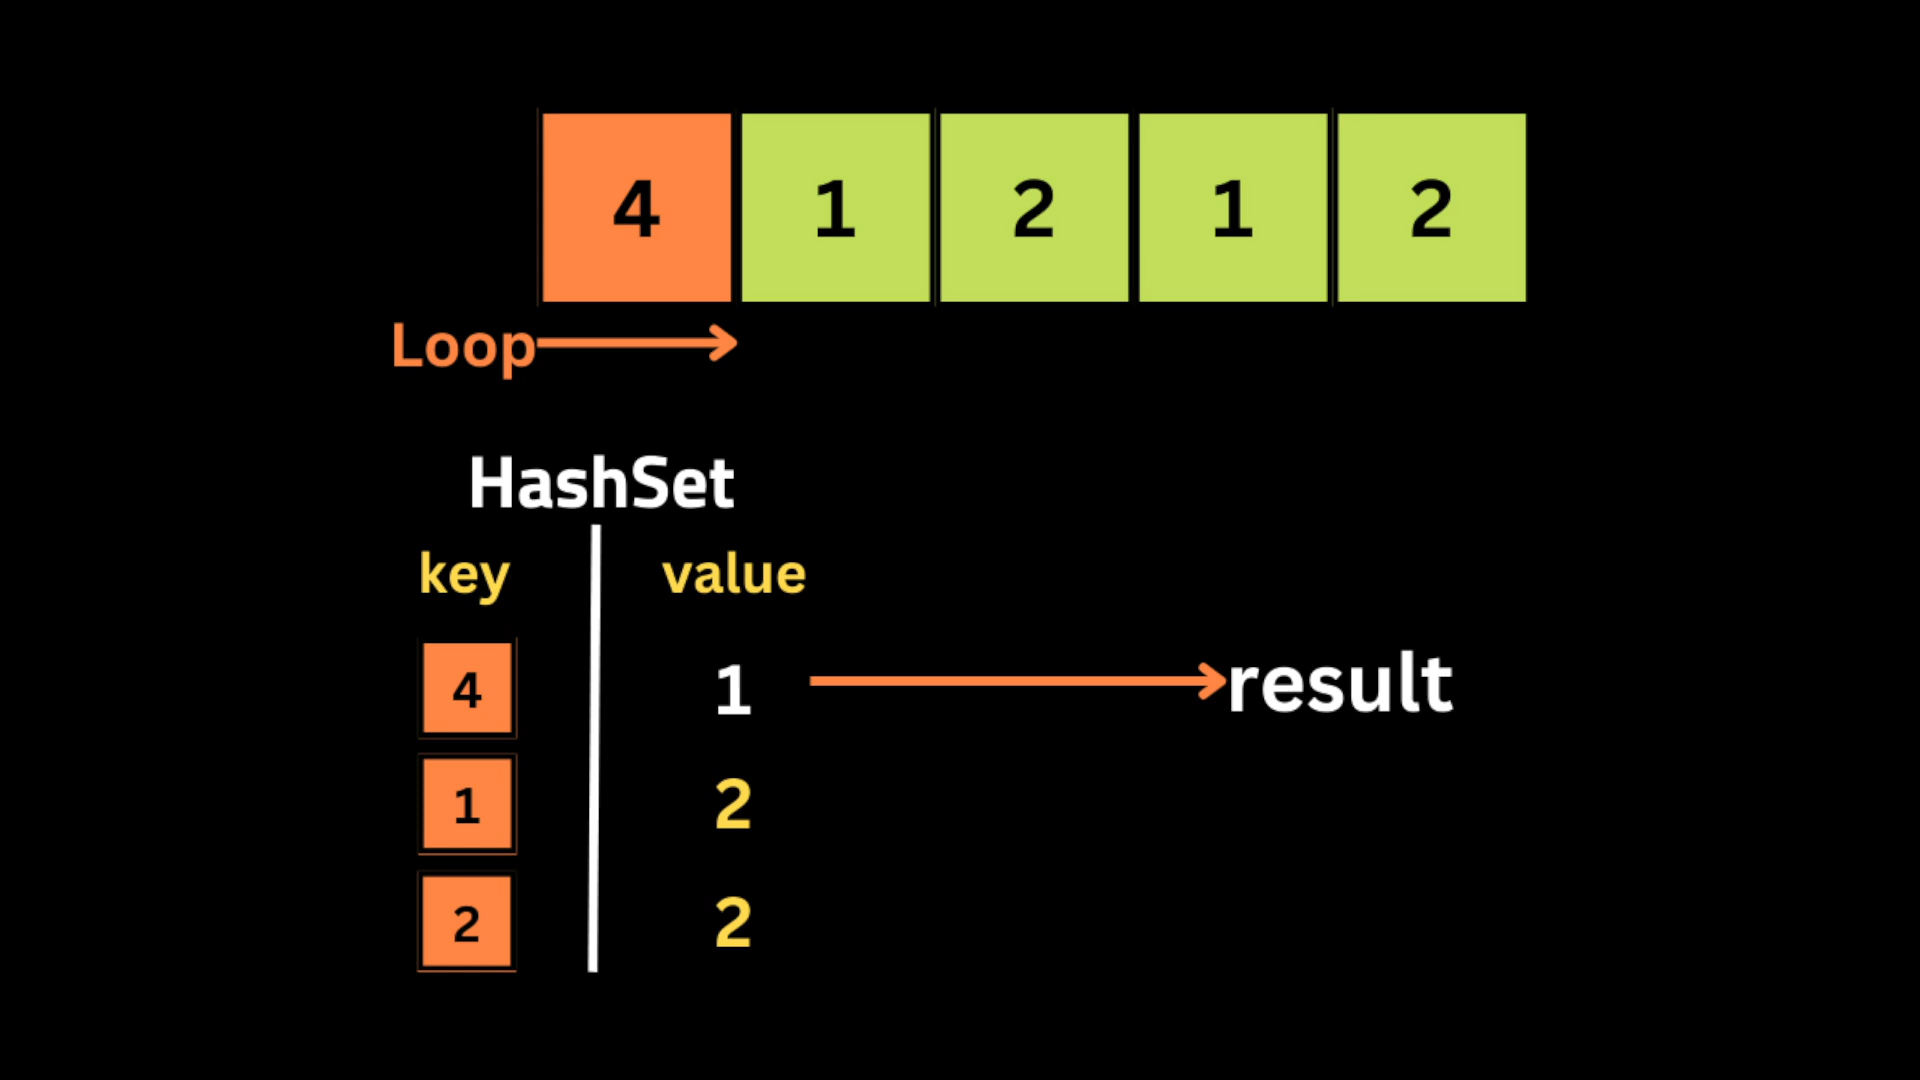 4 1 2 1 2
Loop
HashSet
key value
4 1 result
1 2
2 2